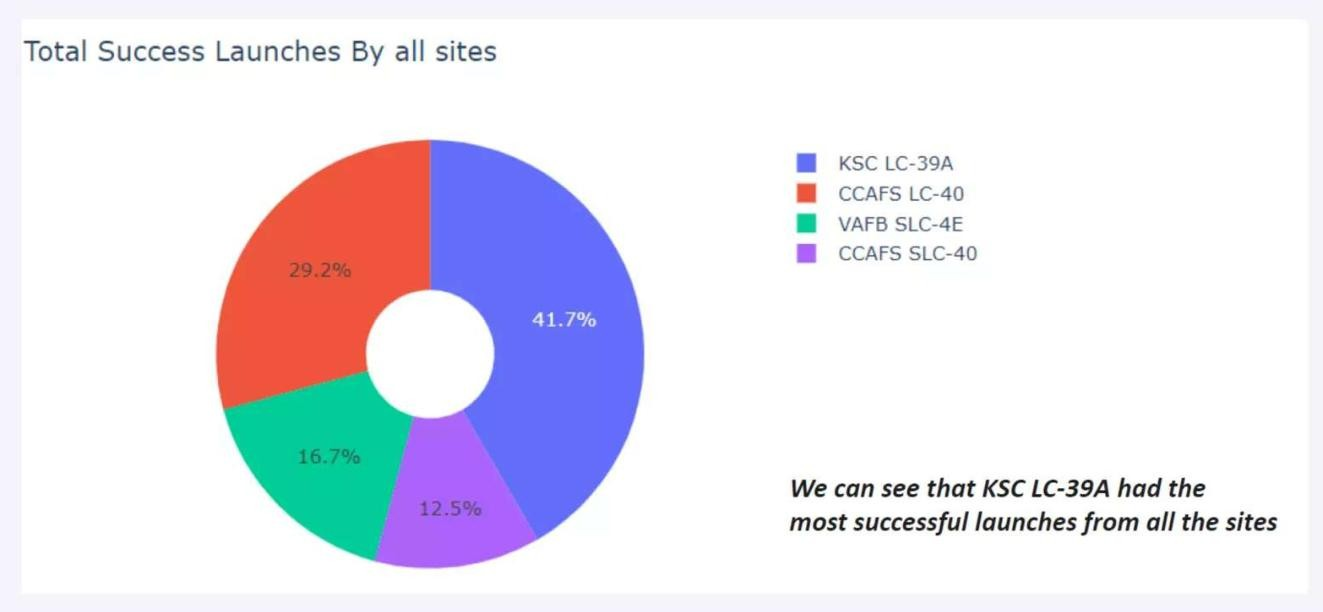 Total Success Launches By all sites
KSC LC-39A
CCAFS LC-40
VAFB SLC-4E
CCAFS SLC-40
29.2%
41.7%
16.7%
12.5%
We can see that KSC LC-39A had the
most successful launches from all the sites